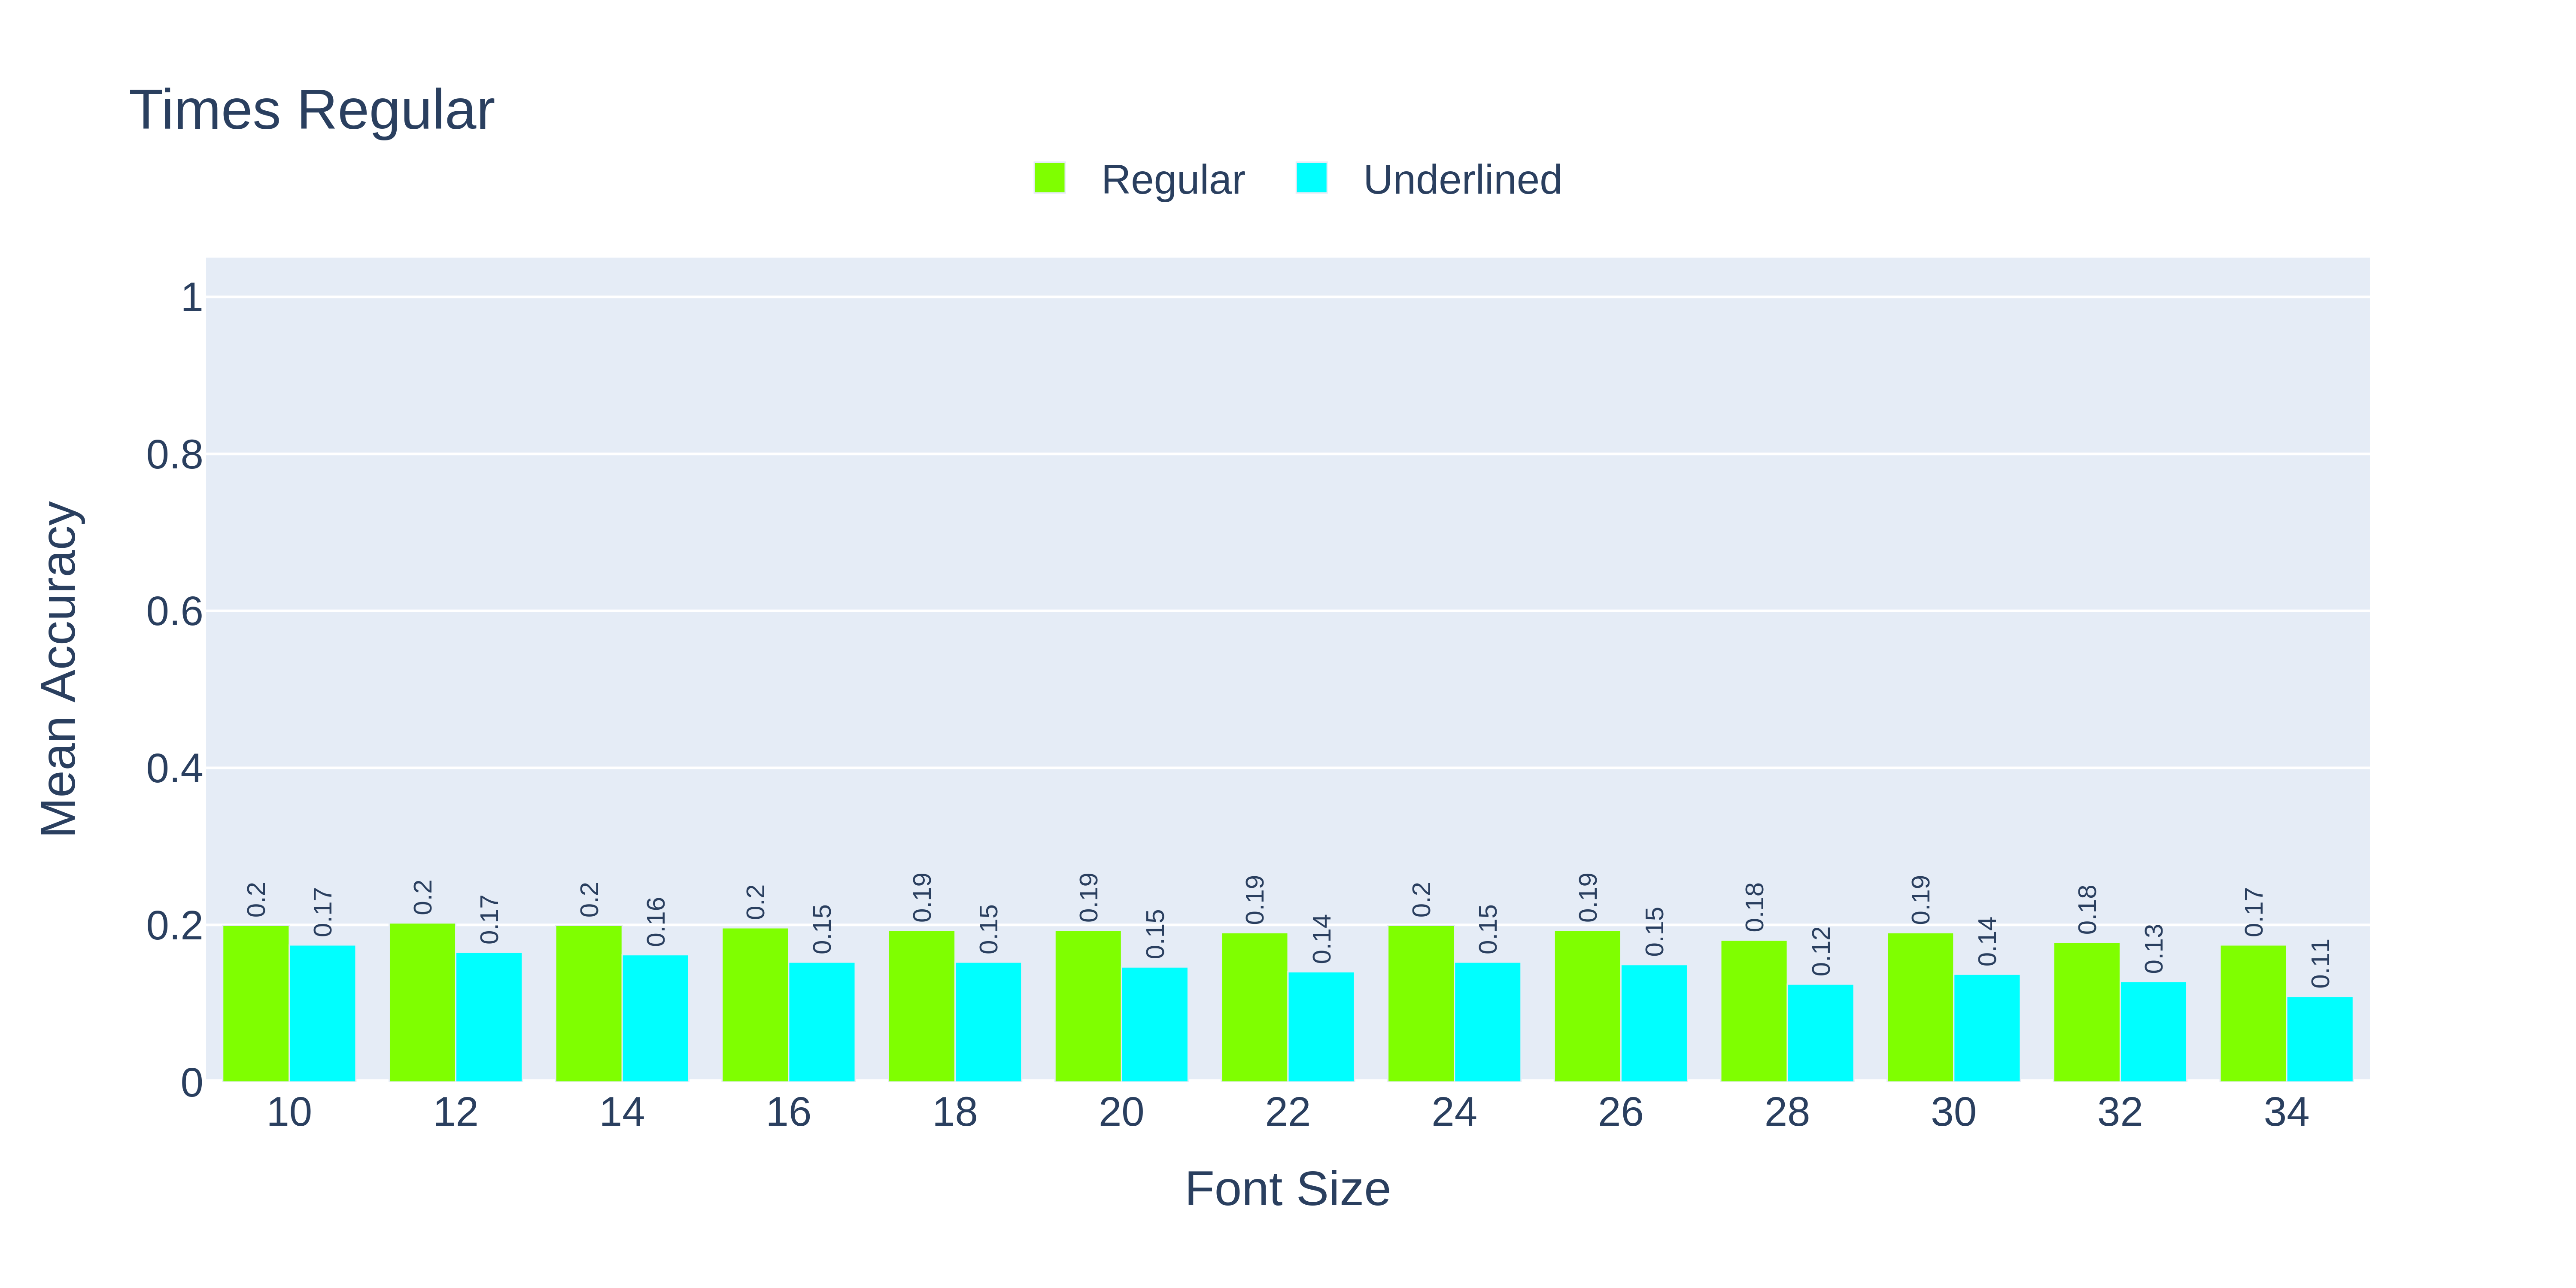 Times Regular
Regular Underlined
1
0.8
0.6
0.4
0.2
0
Mean Accuracy
0.2 0.17 0.2 0.17 0.2 0.16 0.2 0.15 0.19 0.15 0.19 0.15 0.19 0.14 0.2 0.15 0.19 0.15 0.18 0.12 0.19 0.14 0.18 0.13 0.17 0.11
10 12 14 16 18 20 22 24 26 28 30 32 34
Font Size